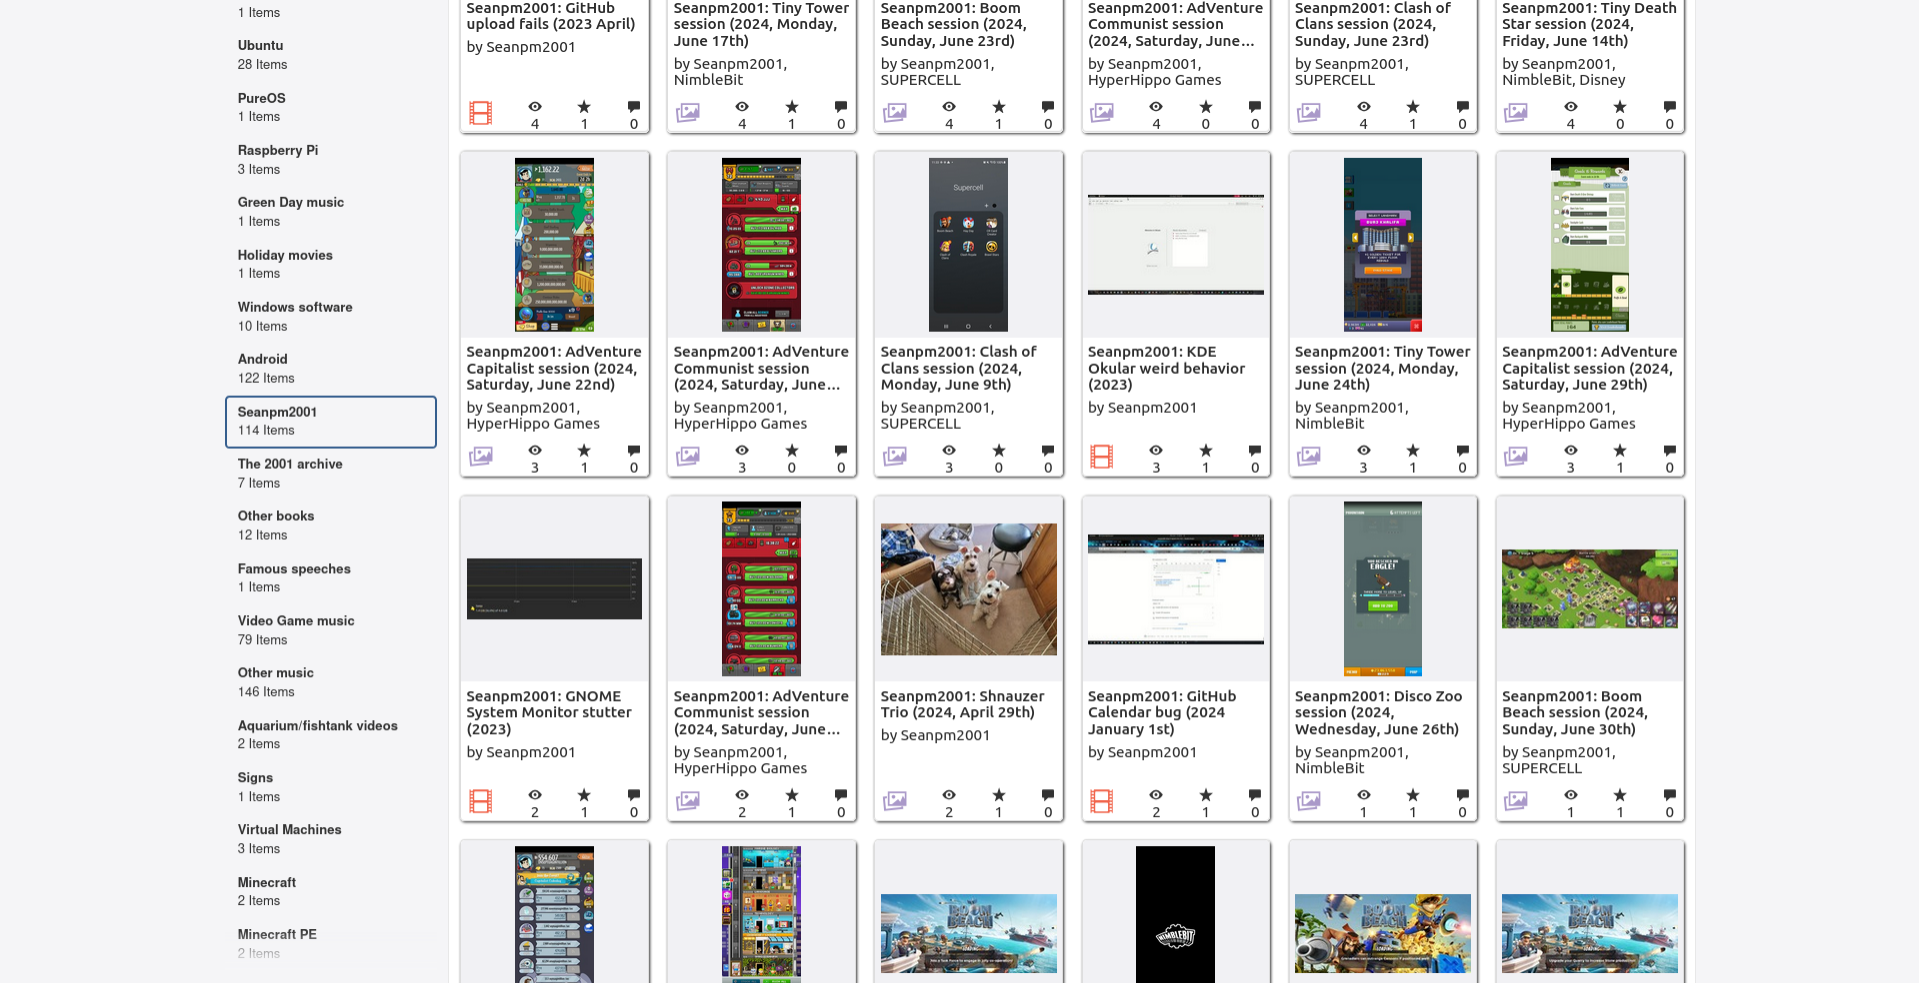 1 Items
Ubuntu
28 Items
PureOS
1 Items
Raspberry Pi
3 Items
Green Day music
1 Items
Holiday movies
1 Items
Windows software
10 Items
Android
122 Items
Seanpm2001
114 Items
The 2001 archive
7 Items
Other books
12 Items
Famous speeches
1 Items
Video Game music
79 Items
Other music
146 Items
Aquarium/fishtank videos
2 Items
Signs
1 Items
Virtual Machines
3 Items
Minecraft
2 Items
Minecraft PE
2 Items
Seanpm2001: GitHub
upload fails (2023 April)
by Seanpm2001
4 1 0
Seanpm2001: Tiny Tower
session (2024, Monday,
June 17th)
by Seanpm2001,
NimbleBit
4 1 0
Seanpm2001: Boom
Beach session (2024,
Sunday, June 23rd)
by Seanpm2001,
SUPERCELL
4 1 0
Seanpm2001: AdVenture
Communist session
(2024, Saturday, June...
by Seanpm2001,
HyperHippo Games
4 0 0
Seanpm2001: Clash of
Clans session (2024,
Sunday, June 23rd)
by Seanpm2001,
SUPERCELL
4 1 0
Seanpm2001: Tiny Death
Star session (2024,
Friday, June 14th)
by Seanpm2001,
NimbleBit, Disney
4 0 0
1,162.22
Seanpm2001: AdVenture
Capitalist session (2024,
Saturday, June 22nd)
by Seanpm2001,
HyperHippo Games
3 1 0
Seanpm2001: AdVenture
Communist session
(2024, Saturday, June...
by Seanpm2001,
HyperHippo Games
3 0 0
Supercell
Seanpm2001: Clash of
Clans session (2024,
Monday, June 9th)
by Seanpm2001,
SUPERCELL
3 0 0
Seanpm2001: KDE
Okular weird behavior
(2023)
by Seanpm2001
3 1 0
Seanpm2001: Tiny Tower
session (2024, Monday,
June 24th)
by Seanpm2001,
NimbleBit
3 1 0
Seanpm2001: AdVenture
Capitalist session (2024,
Saturday, June 29th)
by Seanpm2001,
HyperHippo Games
3 1 0
Seanpm2001: GNOME
System Monitor stutter
(2023)
by Seanpm2001
2 1 0
Seanpm2001: AdVenture
Communist session
(2024, Saturday, June...
by Seanpm2001,
HyperHippo Games
2 1 0
Seanpm2001: Shnauzer
Trio (2024, April 29th)
by Seanpm2001
2 1 0
Seanpm2001: GitHub
Calendar bug (2024
January 1st)
by Seanpm2001
2 1 0
EAGLE!
Seanpm2001: Disco Zoo
session (2024,
Wednesday, June 26th)
by Seanpm2001,
NimbleBit
1 1 0
Seanpm2001: Boom
Beach session (2024,
Sunday, June 30th)
by Seanpm2001,
SUPERCELL
1 1 0
554.607
BOOM
BEACH
NIMBLEBIT
BOOM
BEACH
BOOM
BEACH